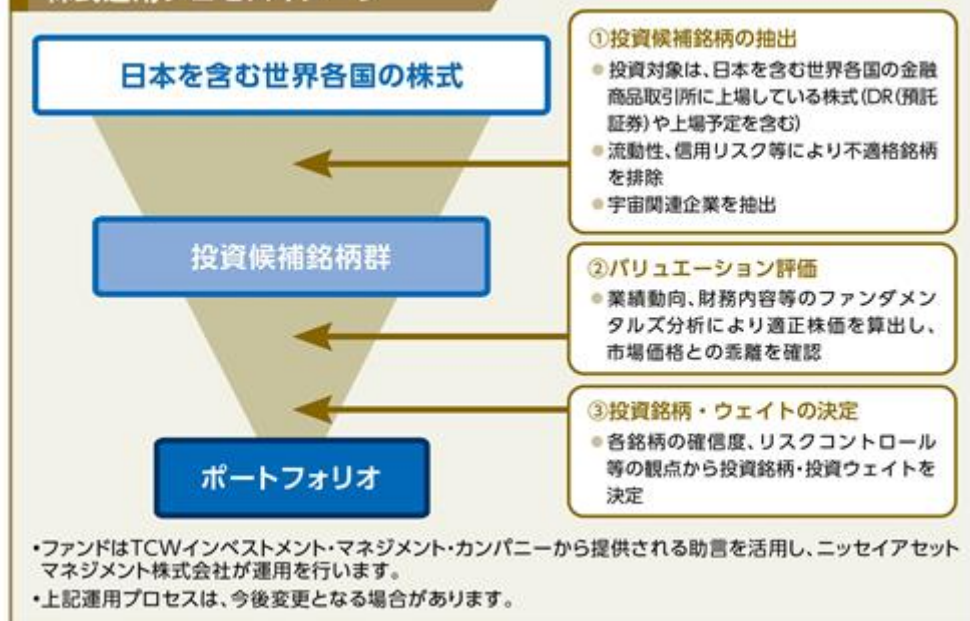 日本を含む世界各国の株式
①投資候補銘柄の抽出
●投資対象は、日本を含む世界各国の金融
商品取引所に上場している株式(DR(預託
証券)や上場予定を含む)
●流動性、信用リスク等により不適格銘柄
を排除
●宇宙関連企業を抽出
投資候補銘柄群
②バリュエーション評価
●業績動向、財務内容等のファンダメン
タルズ分析により適正株価を算出し、
市場価格との乖離を確認
③投資銘柄・ウェイトの決定
●各銘柄の確信度、リスクコントロール
等の観点から投資銘柄・投資ウェイトを
決定
ポートフォリオ
・ファンドはTCWインベストメント・マネジメント・カンパニーから提供される助言を活用し、ニッセイアセット
マネジメント株式会社が運用を行います。
・上記運用プロセスは、今後変更となる場合があります。